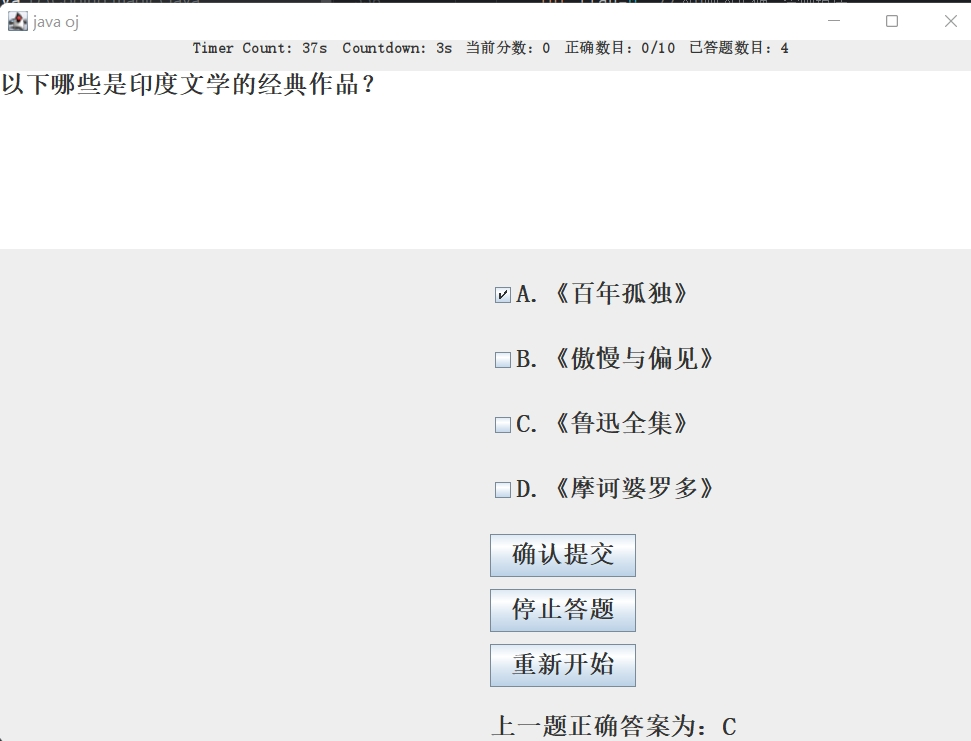 java oj
Timer Count: 37s Countdown: 3s 当前分数: 0 正确数目: 0/10 已答题数目: 4
以下哪些是印度文学的经典作品？
A. 《百年孤独》
B. 《傲慢与偏见》
C. 《鲁迅全集》
D. 《摩诃婆罗多》
确认提交
停止答题
重新开始
上一题正确答案为: C